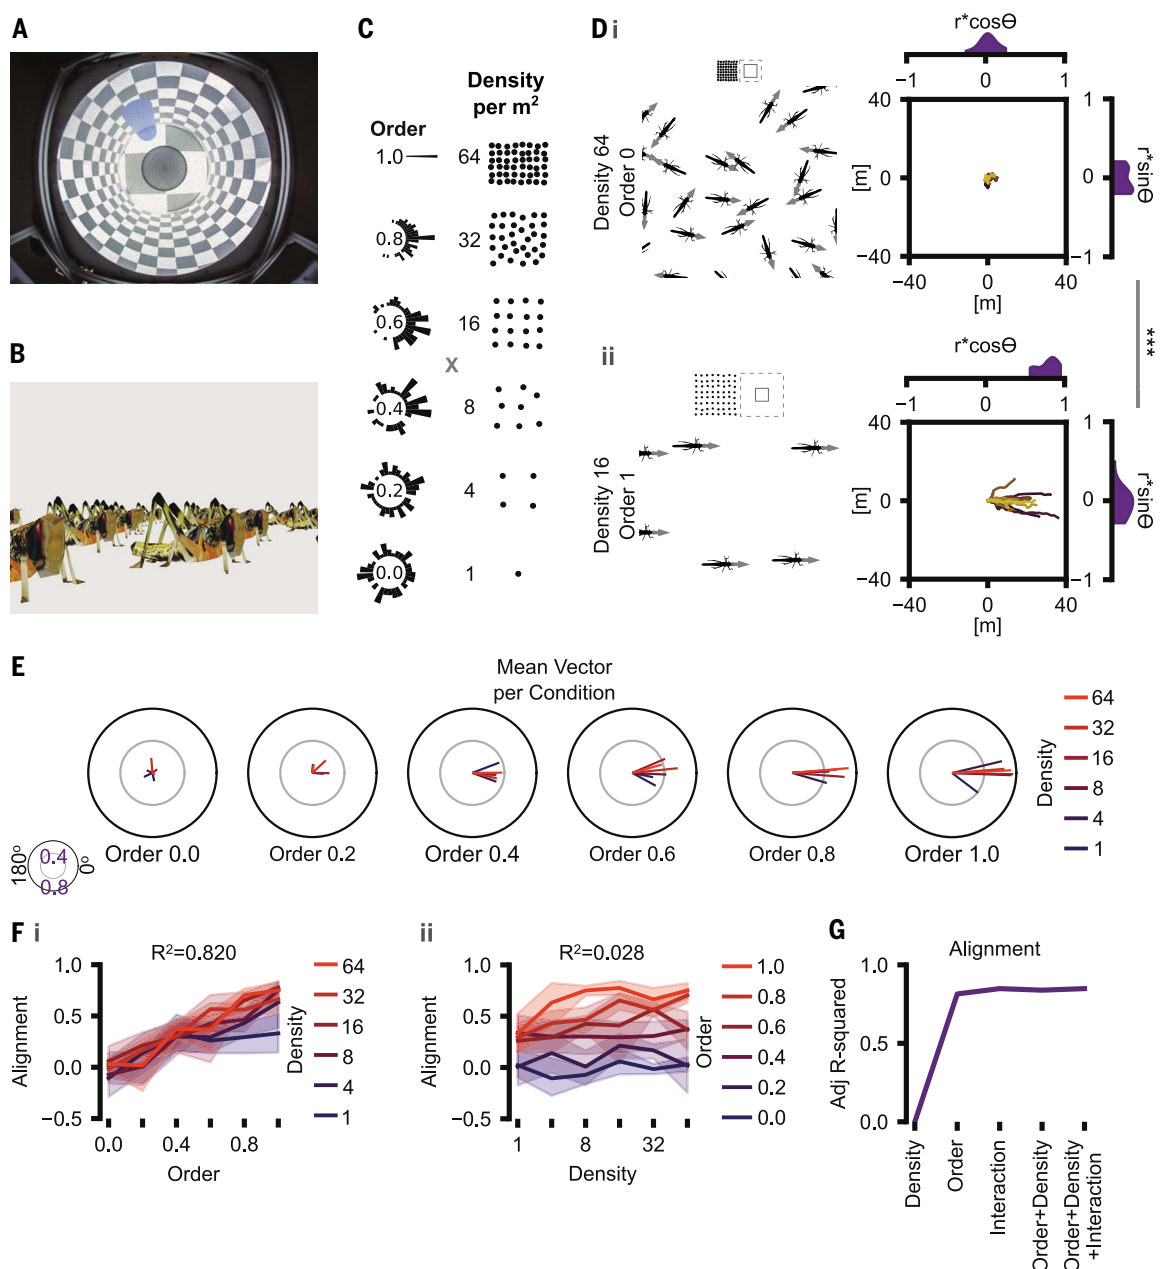 A
B
C
Order
Density
per m²
1.0
64
0.8
32
0.6
16
X
0.4
8
0.2
4
0.0
1
D i
Density 64
Order 0
r*cosΘ
−1 0 1
40
[m] 0
−40
−40 0 40
[m]
1
0
−1
r*sinΘ
***
ii
Density 16
Order 1
r*cosΘ
−1 0 1
40
[m] 0
−40
−40 0 40
[m]
1
0
−1
r*sinΘ
E
Mean Vector
per Condition
Order 0.0
Order 0.2
Order 0.4
Order 0.6
Order 0.8
Order 1.0
Density
64
32
16
8
4
1
180° 0°
0.4
0.8
F i
R²=0.820
Alignment
1.0
0.5
0.0
−0.5
0.0 0.4 0.8
Order
Density
64
32
16
8
4
1
ii
R²=0.028
Alignment
1.0
0.5
0.0
−0.5
1 8 32
Density
Order
1.0
0.8
0.6
0.4
0.2
0.0
G
Alignment
Adj R-squared
1.0
0.5
0.0
Density
Order
Interaction
Order+Density
Order+Density
+Interaction